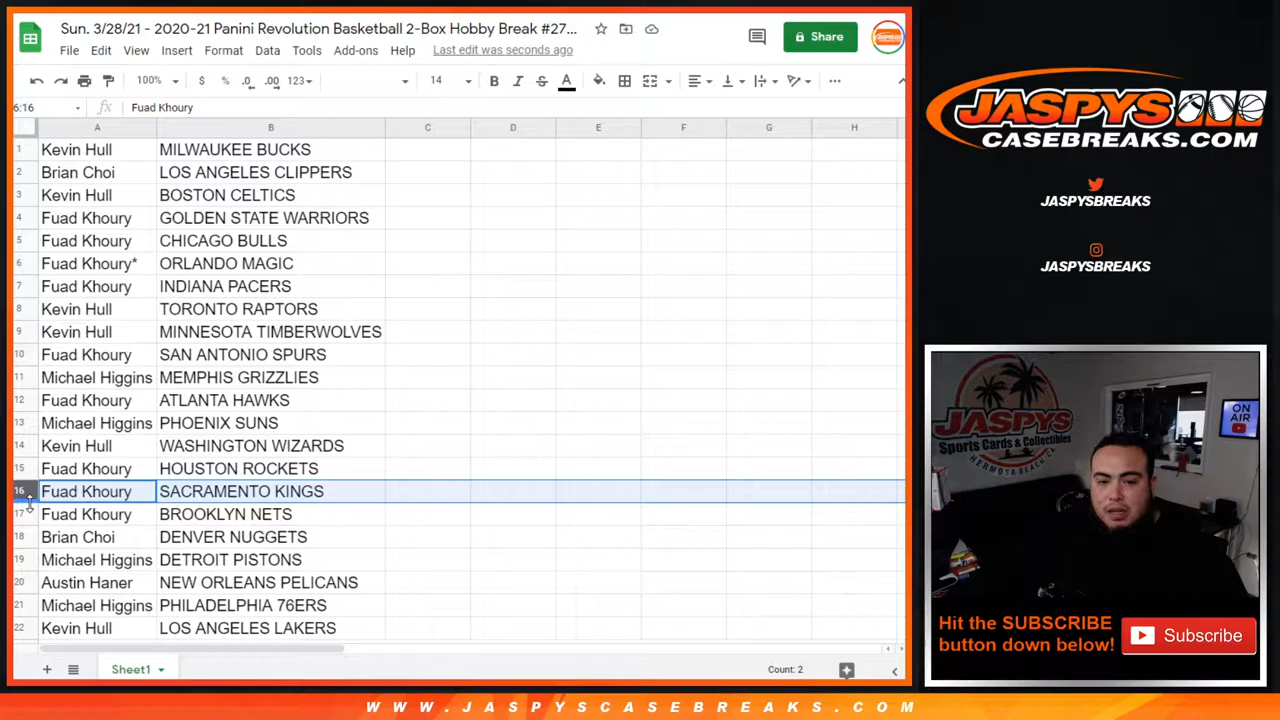 Sun. 3/28/21 - 2020-21 Panini Revolution Basketball 2-Box Hobby Break #27...
File Edit View Insert Format Data Tools Add-ons Help Last edit was seconds ago
Share
100% $ % .0 .00 123 14 B I S A
6:16 fx Fuad Khoury
A B C D E F G H
1 Kevin Hull MILWAUKEE BUCKS
2 Brian Choi LOS ANGELES CLIPPERS
3 Kevin Hull BOSTON CELTICS
4 Fuad Khoury GOLDEN STATE WARRIORS
5 Fuad Khoury CHICAGO BULLS
6 Fuad Khoury* ORLANDO MAGIC
7 Fuad Khoury INDIANA PACERS
8 Kevin Hull TORONTO RAPTORS
9 Kevin Hull MINNESOTA TIMBERWOLVES
10 Fuad Khoury SAN ANTONIO SPURS
11 Michael Higgins MEMPHIS GRIZZLIES
12 Fuad Khoury ATLANTA HAWKS
13 Michael Higgins PHOENIX SUNS
14 Kevin Hull WASHINGTON WIZARDS
15 Fuad Khoury HOUSTON ROCKETS
16 Fuad Khoury SACRAMENTO KINGS
17 Fuad Khoury BROOKLYN NETS
18 Brian Choi DENVER NUGGETS
19 Michael Higgins DETROIT PISTONS
20 Austin Haner NEW ORLEANS PELICANS
21 Michael Higgins PHILADELPHIA 76ERS
22 Kevin Hull LOS ANGELES LAKERS
Sheet1 Count: 2
JASPYS
CASEBREAKS.COM
JASPYSBREAKS
JASPYSBREAKS
JASPYS
Sports Cards & Collectibles
HERMOSA BEACH, CA
ON
AIR
Hit the SUBSCRIBE
button down below!
Subscribe
WWW.JASPYSCASEBREAKS.COM